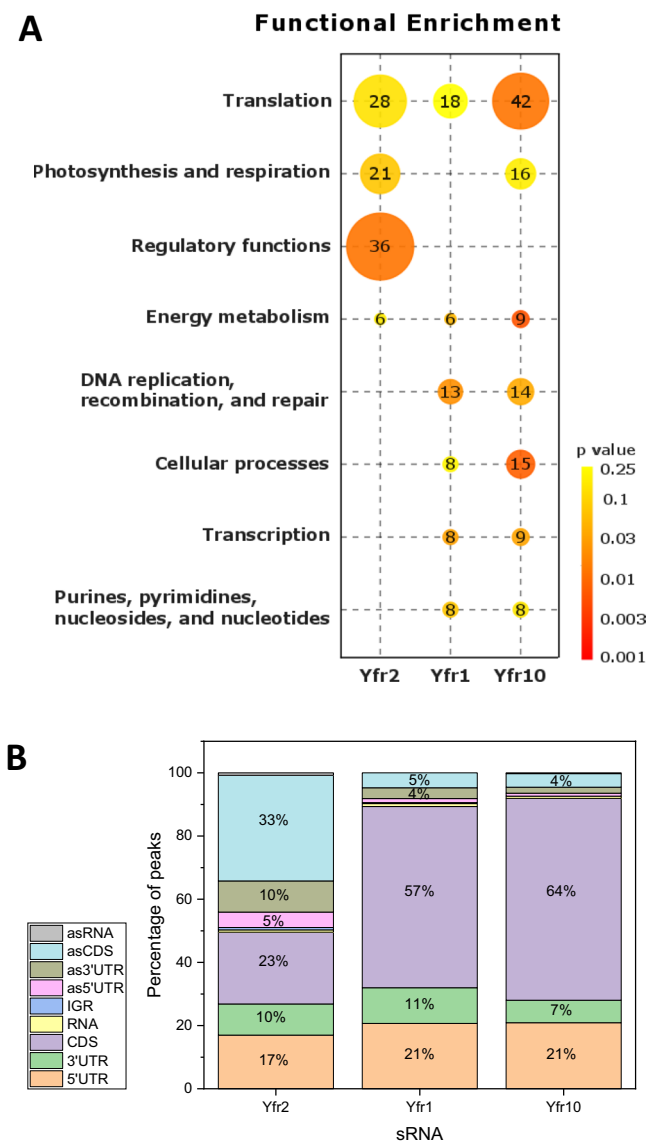 A
Functional Enrichment
Translation
28
18
42
Photosynthesis and respiration
21
16
Regulatory functions
36
Energy metabolism
6
6
9
DNA replication,
recombination, and repair
13
14
Cellular processes
8
15
Transcription
8
9
Purines, pyrimidines,
nucleosides, and nucleotides
8
8
Yfr2
Yfr1
Yfr10
p value
0.25
0.1
0.03
0.01
0.003
0.001
B
Percentage of peaks
100
80
60
40
20
0
33%
10%
5%
23%
10%
17%
5%
4%
57%
11%
21%
4%
64%
7%
21%
Yfr2
Yfr1
Yfr10
sRNA
asRNA
asCDS
as3'UTR
as5'UTR
IGR
RNA
CDS
3'UTR
5'UTR